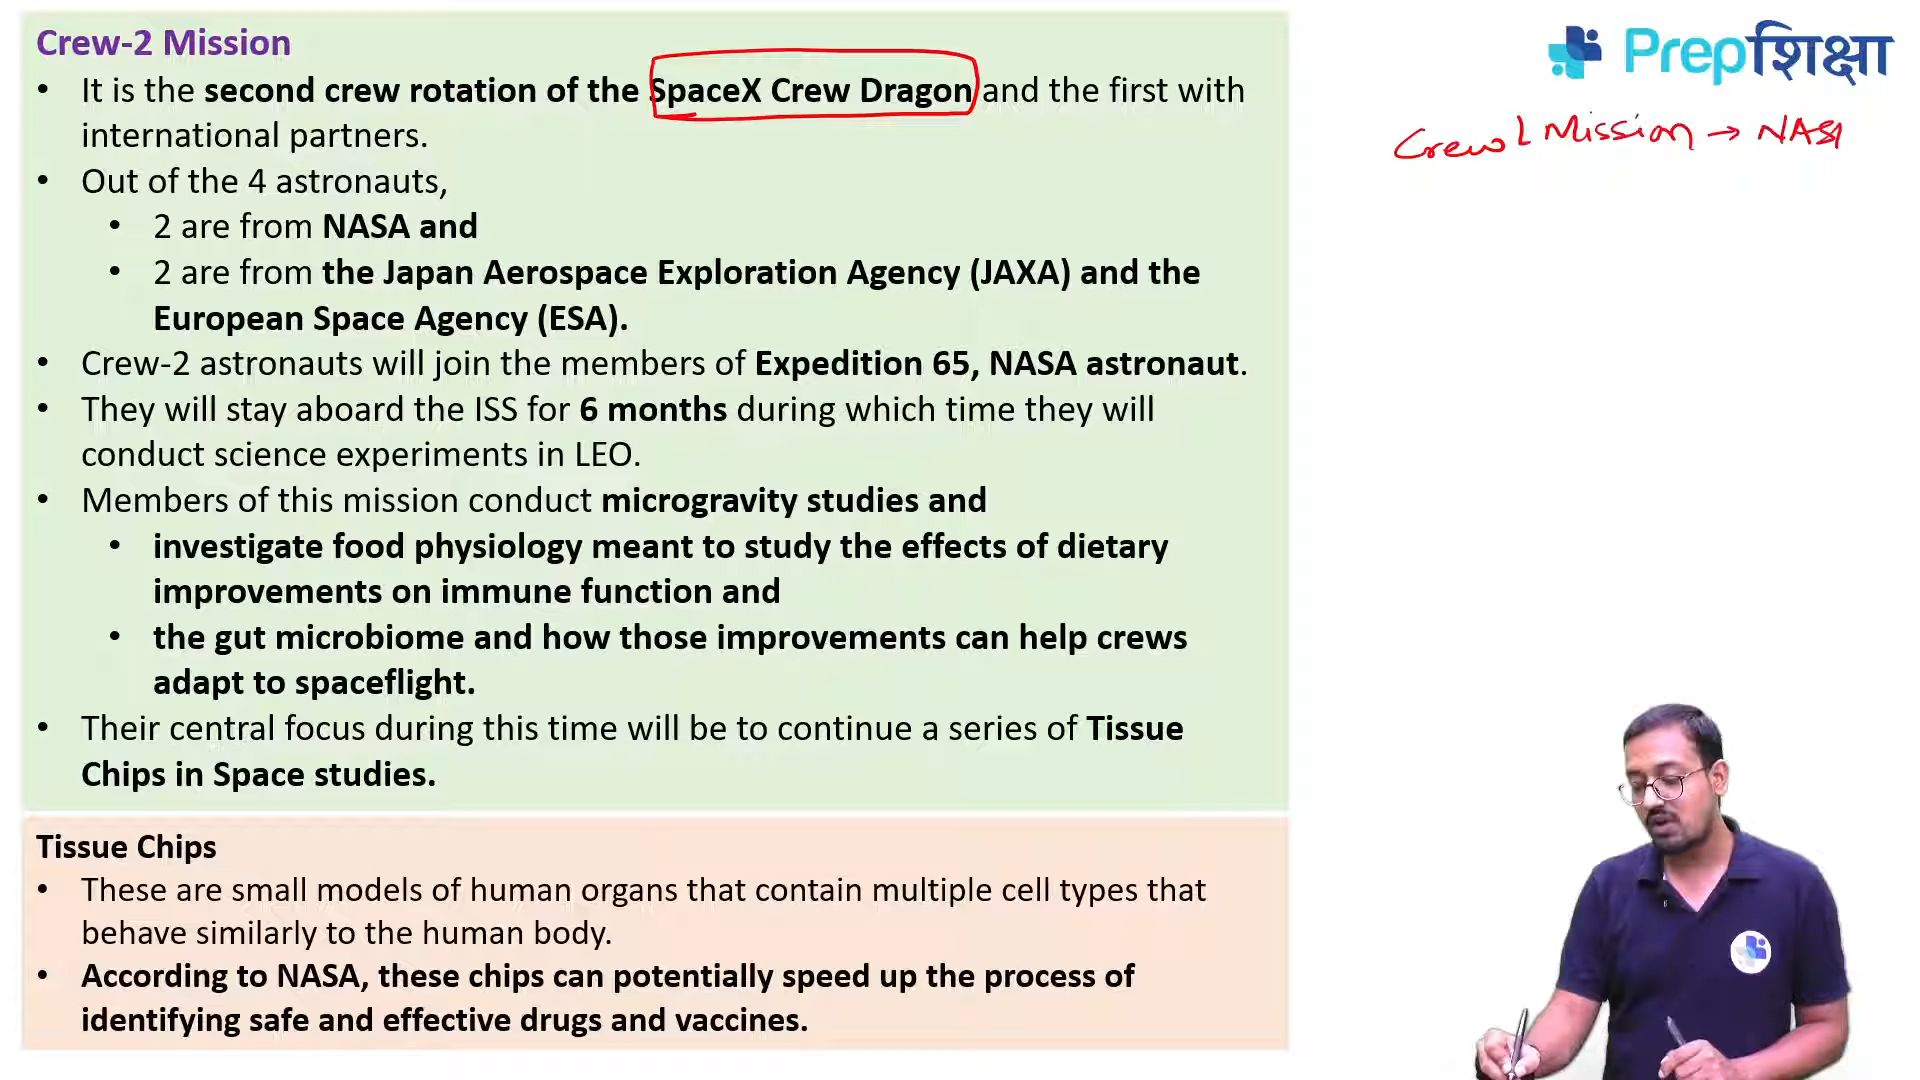 Crew-2 Mission
• It is the second crew rotation of the SpaceX Crew Dragon and the first with
international partners.
• Out of the 4 astronauts,
• 2 are from NASA and
• 2 are from the Japan Aerospace Exploration Agency (JAXA) and the
European Space Agency (ESA).
• Crew-2 astronauts will join the members of Expedition 65, NASA astronaut.
• They will stay aboard the ISS for 6 months during which time they will
conduct science experiments in LEO.
• Members of this mission conduct microgravity studies and
• investigate food physiology meant to study the effects of dietary
improvements on immune function and
• the gut microbiome and how those improvements can help crews
adapt to spaceflight.
• Their central focus during this time will be to continue a series of Tissue
Chips in Space studies.
Tissue Chips
• These are small models of human organs that contain multiple cell types that
behave similarly to the human body.
• According to NASA, these chips can potentially speed up the process of
identifying safe and effective drugs and vaccines.
Prepशिक्षा
Crew Mission → NASA